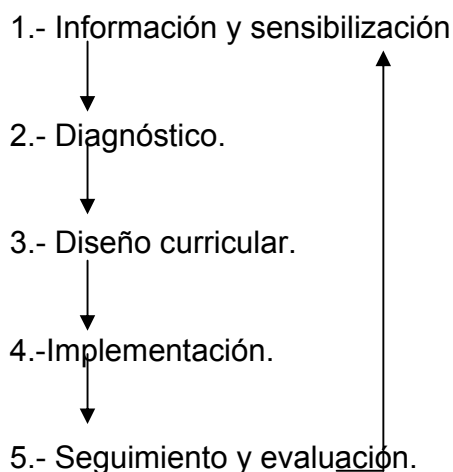 1.- Información y sensibilización
2.- Diagnóstico.
3.- Diseño curricular.
4.-Implementación.
5.- Seguimiento y evaluación.